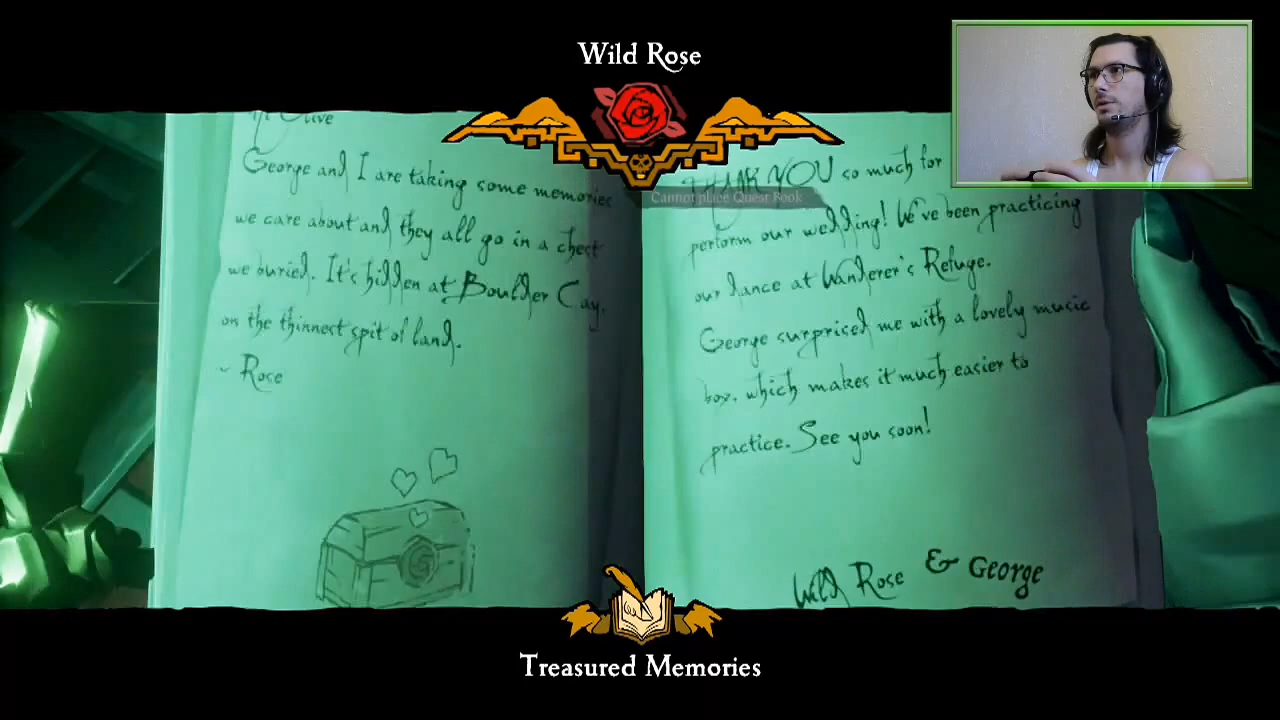 Wild Rose
Olive
George and I are taking some memories
we care about and they all go in a chest
we buried. It's hidden at Boulder Cay,
on the thinnest spit of land.
~ Rose
THANK YOU so much for
Cannot place Quest Book
perform our wedding! We've been practicing
our dance at Wanderer's Refuge.
George surprised me with a lovely music
box, which makes it much easier to
practice. See you soon!
Wild Rose & George
Treasured Memories